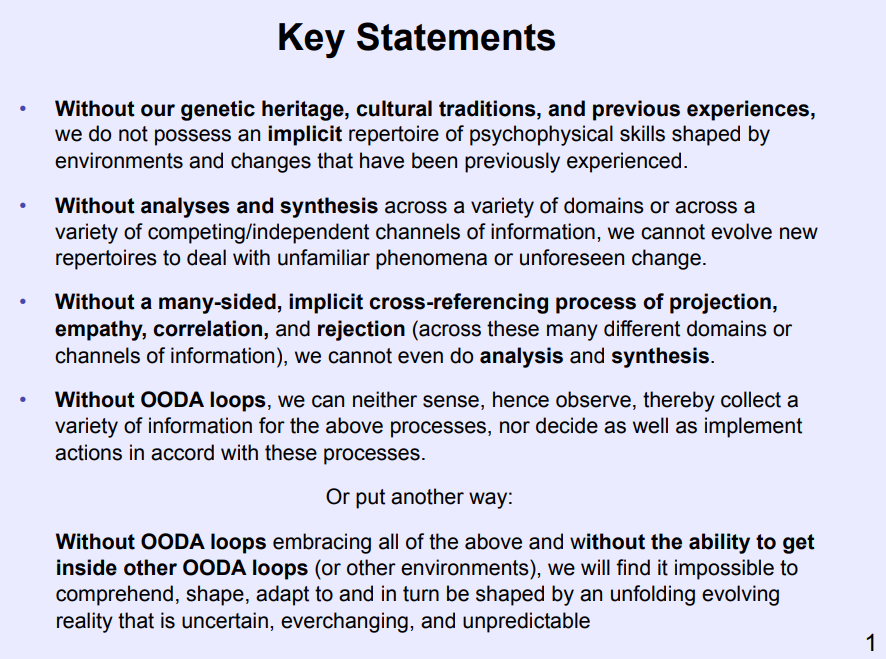 Key Statements
• Without our genetic heritage, cultural traditions, and previous experiences,
we do not possess an implicit repertoire of psychophysical skills shaped by
environments and changes that have been previously experienced.
• Without analyses and synthesis across a variety of domains or across a
variety of competing/independent channels of information, we cannot evolve new
repertoires to deal with unfamiliar phenomena or unforeseen change.
• Without a many-sided, implicit cross-referencing process of projection,
empathy, correlation, and rejection (across these many different domains or
channels of information), we cannot even do analysis and synthesis.
• Without OODA loops, we can neither sense, hence observe, thereby collect a
variety of information for the above processes, nor decide as well as implement
actions in accord with these processes.
Or put another way:
Without OODA loops embracing all of the above and without the ability to get
inside other OODA loops (or other environments), we will find it impossible to
comprehend, shape, adapt to and in turn be shaped by an unfolding evolving
reality that is uncertain, everchanging, and unpredictable
1